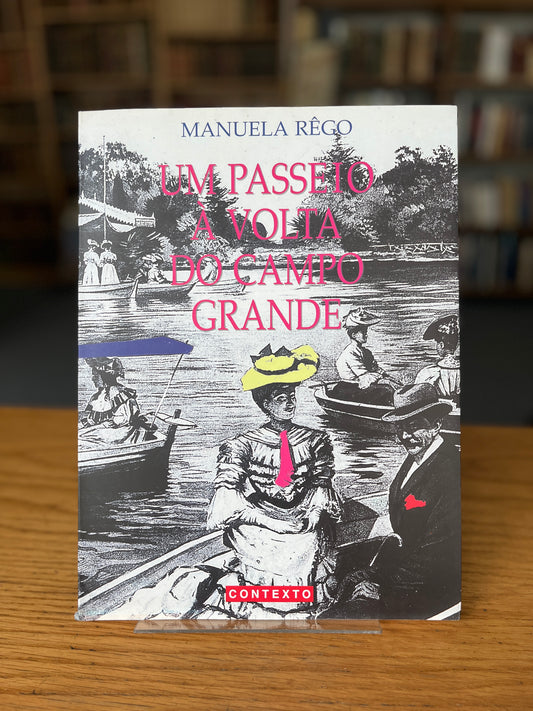 MANUELA RÊGO
UM PASSEIO
À VOLTA
DO CAMPO
GRANDE
CONTEXTO